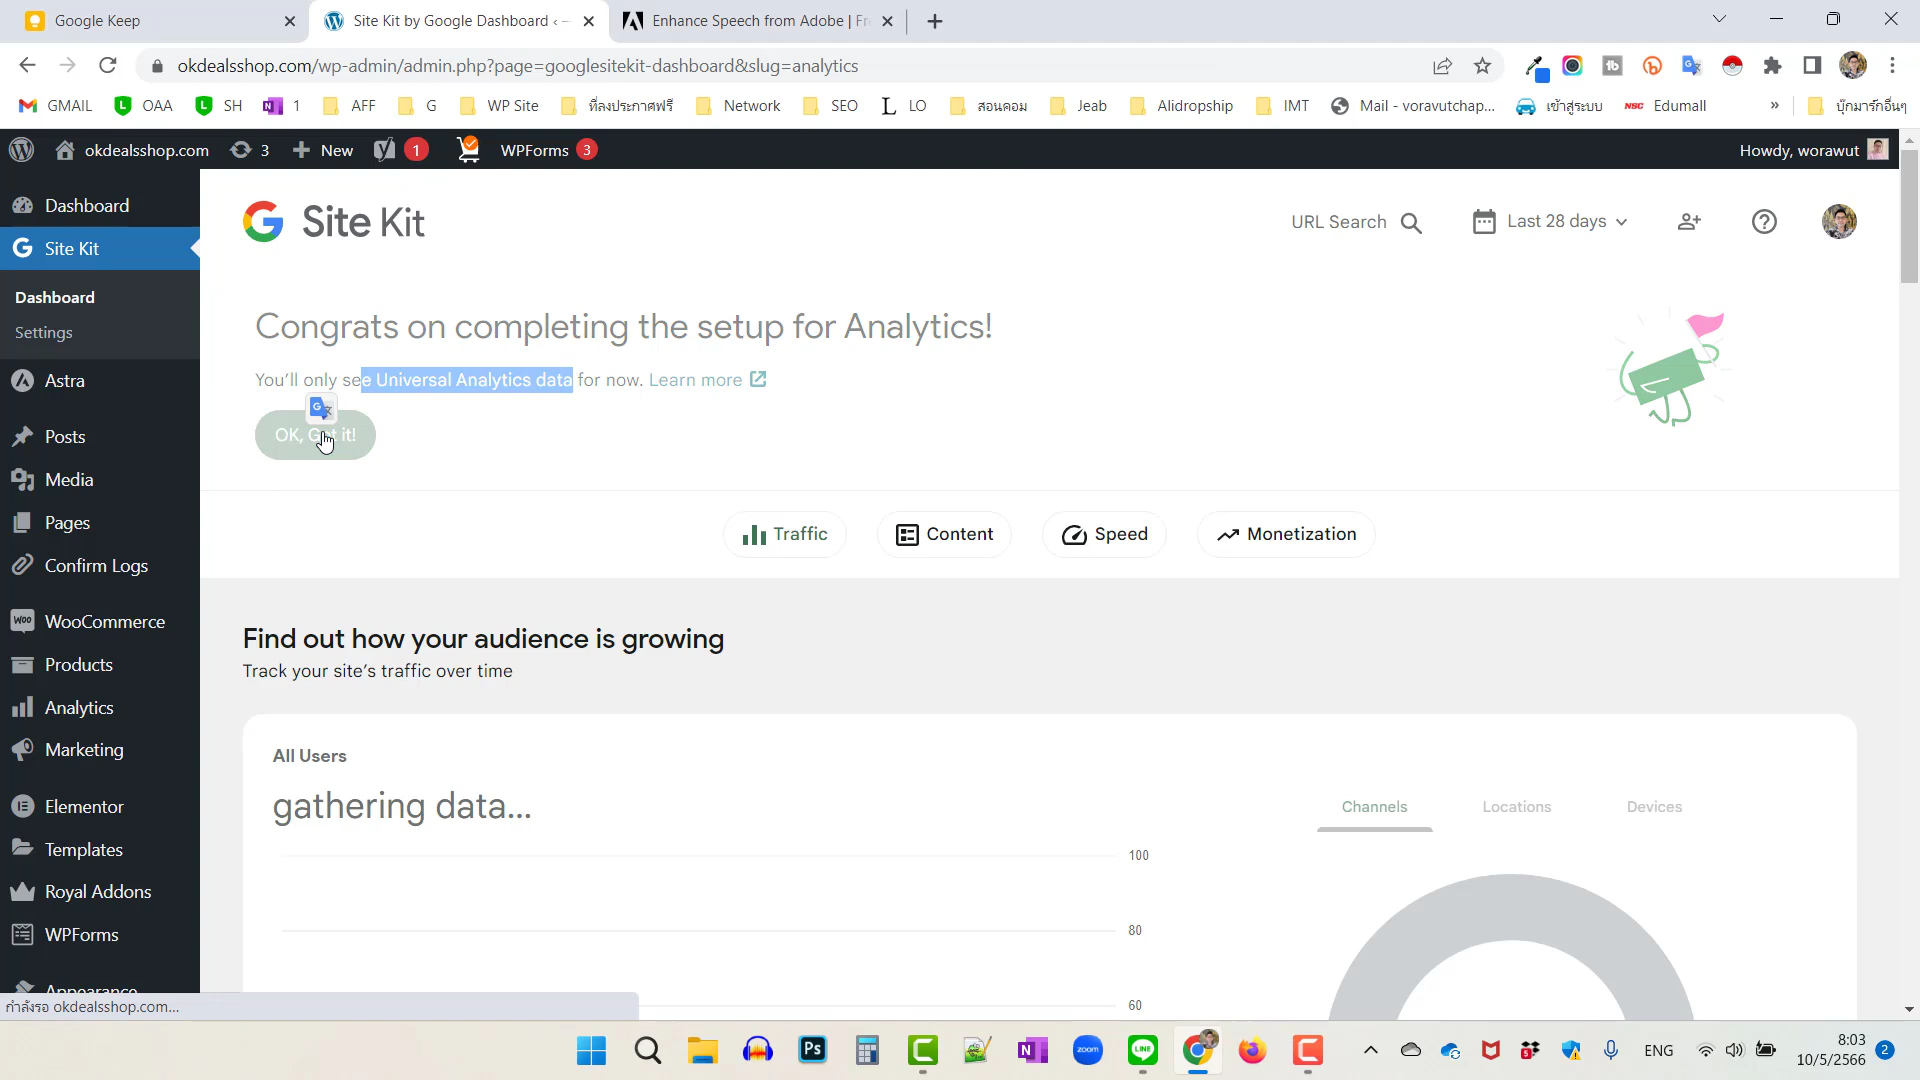 Google Keep
Site Kit by Google Dashboard ‹ —
Enhance Speech from Adobe | Fr
okdealsshop.com/wp-admin/admin.php?page=googlesitekit-dashboard&slug=analytics
GMAIL
OAA
SH
1
AFF
G
WP Site
ที่ลงประกาศฟรี
Network
SEO
LO
สอนคอม
Jeab
Alidropship
IMT
Mail - voravutchap...
เข้าสู่ระบบ
NSC
Edumall
»
บุ๊กมาร์กอื่นๆ
okdealsshop.com
3
New
1
WPForms
3
Howdy, worawut
Dashboard
Site Kit
Dashboard
Settings
Astra
Posts
Media
Pages
Confirm Logs
Woo
WooCommerce
Products
Analytics
Marketing
Elementor
Templates
Royal Addons
WPForms
Appearance
กำลังรอ okdealsshop.com...
Site Kit
URL Search
Last 28 days
Congrats on completing the setup for Analytics!
You'll only see Universal Analytics data for now. Learn more
OK, Got it!
Traffic
Content
Speed
Monetization
Find out how your audience is growing
Track your site's traffic over time
All Users
gathering data...
Channels
Locations
Devices
100
80
60
Ps
zoom
LINE
ENG
8:03
10/5/2566
2